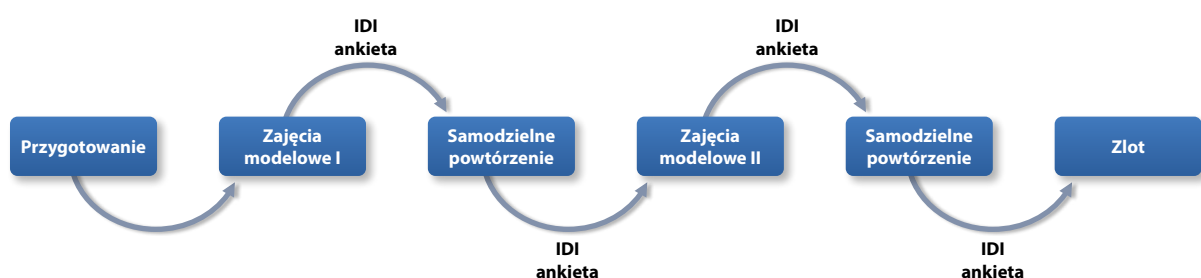 IDI
ankieta
IDI
ankieta
Przygotowanie
Zajęcia
modelowe I
Samodzielne
powtórzenie
Zajęcia
modelowe II
Samodzielne
powtórzenie
Zlot
IDI
ankieta
IDI
ankieta